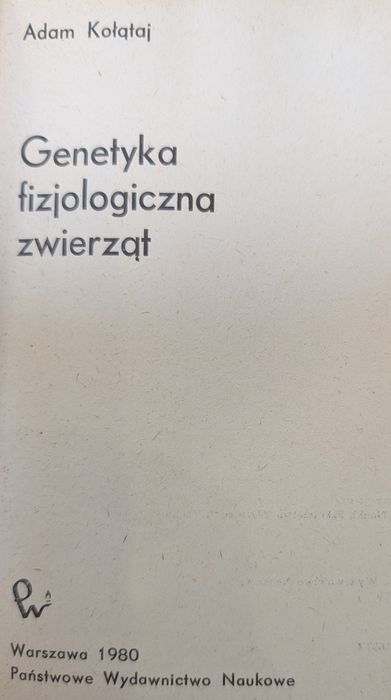 Adam Kołątaj
Genetyka
fizjologiczna
zwierząt
Warszawa 1980
Państwowe Wydawnictwo Naukowe